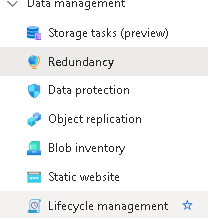 Data management
Storage tasks (preview)
Redundancy
Data protection
Object replication
Blob inventory
Static website
Lifecycle management